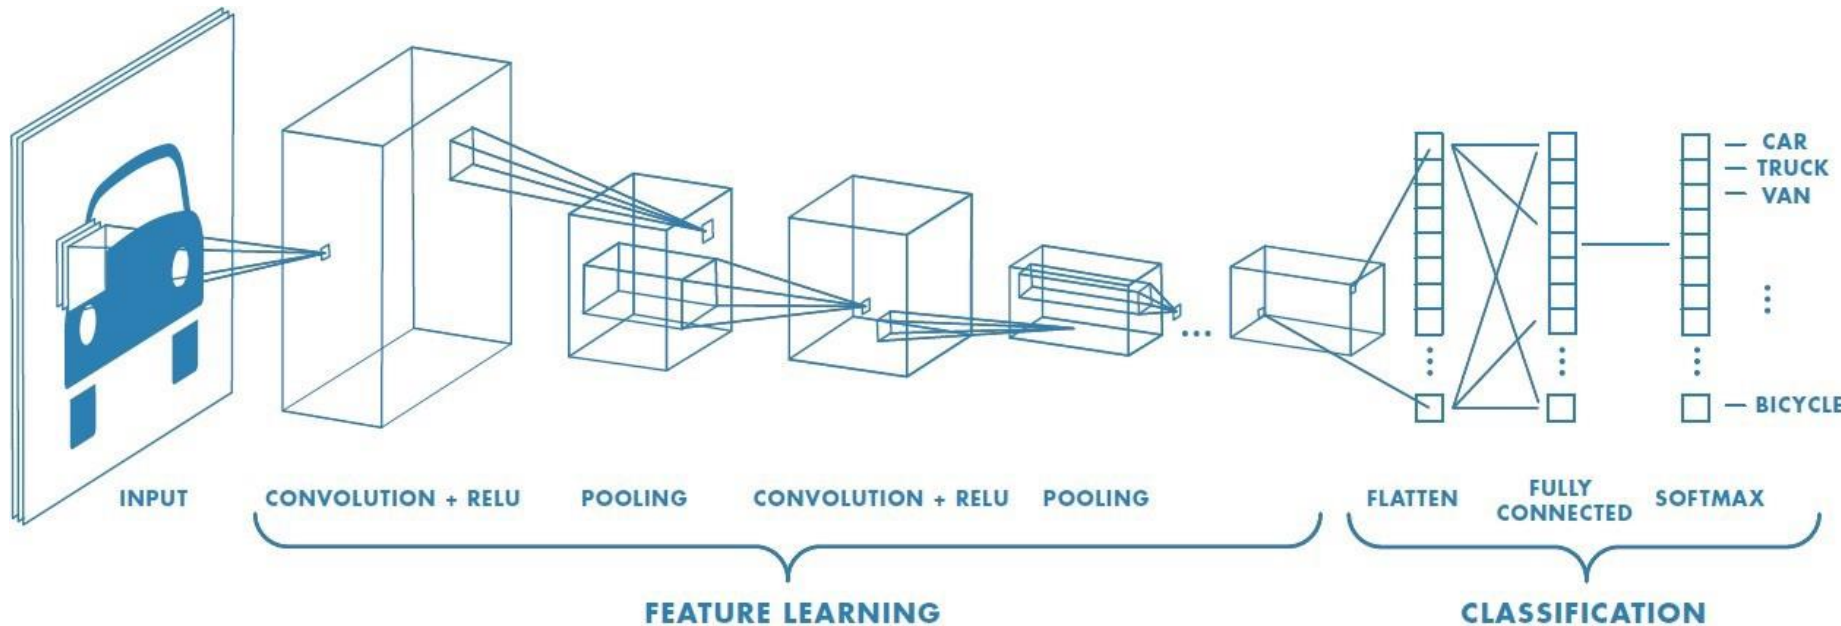 CAR
TRUCK
VAN
BICYCLE
INPUT
CONVOLUTION + RELU
POOLING
CONVOLUTION + RELU
POOLING
FLATTEN
FULLY
CONNECTED
SOFTMAX
FEATURE LEARNING
CLASSIFICATION